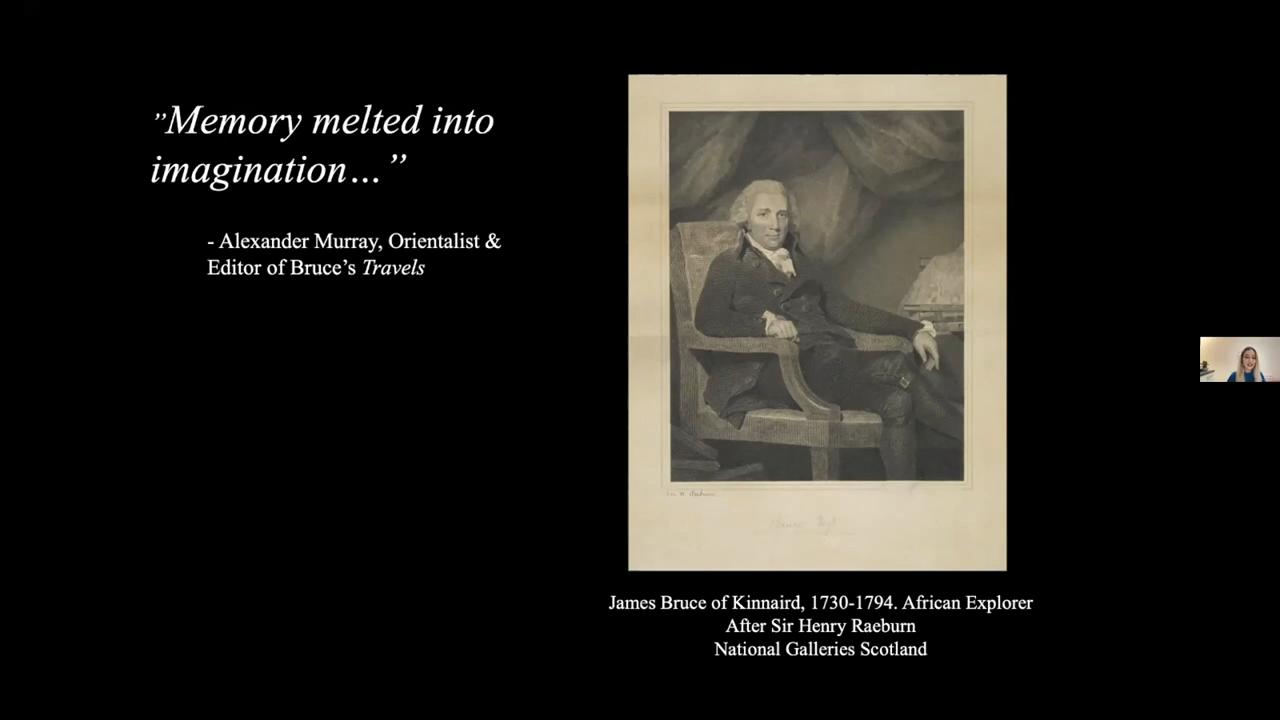 ”Memory melted into
imagination…”
- Alexander Murray, Orientalist &
Editor of Bruce’s Travels
James Bruce of Kinnaird, 1730-1794. African Explorer
After Sir Henry Raeburn
National Galleries Scotland